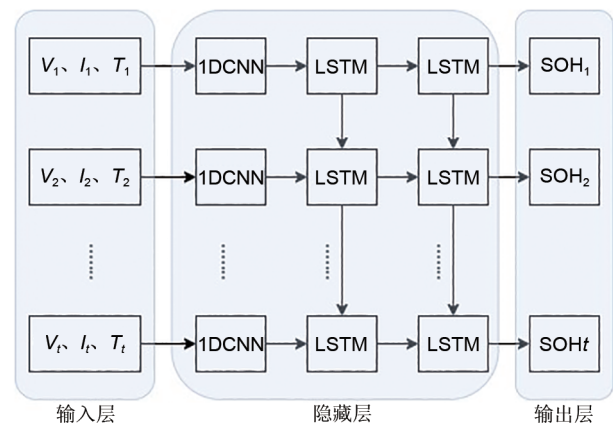 V₁、I₁、T₁ 1DCNN LSTM LSTM SOH₁
V₂、I₂、T₂ 1DCNN LSTM LSTM SOH₂
Vₜ、Iₜ、Tₜ 1DCNN LSTM LSTM SOHt
输入层 隐藏层 输出层